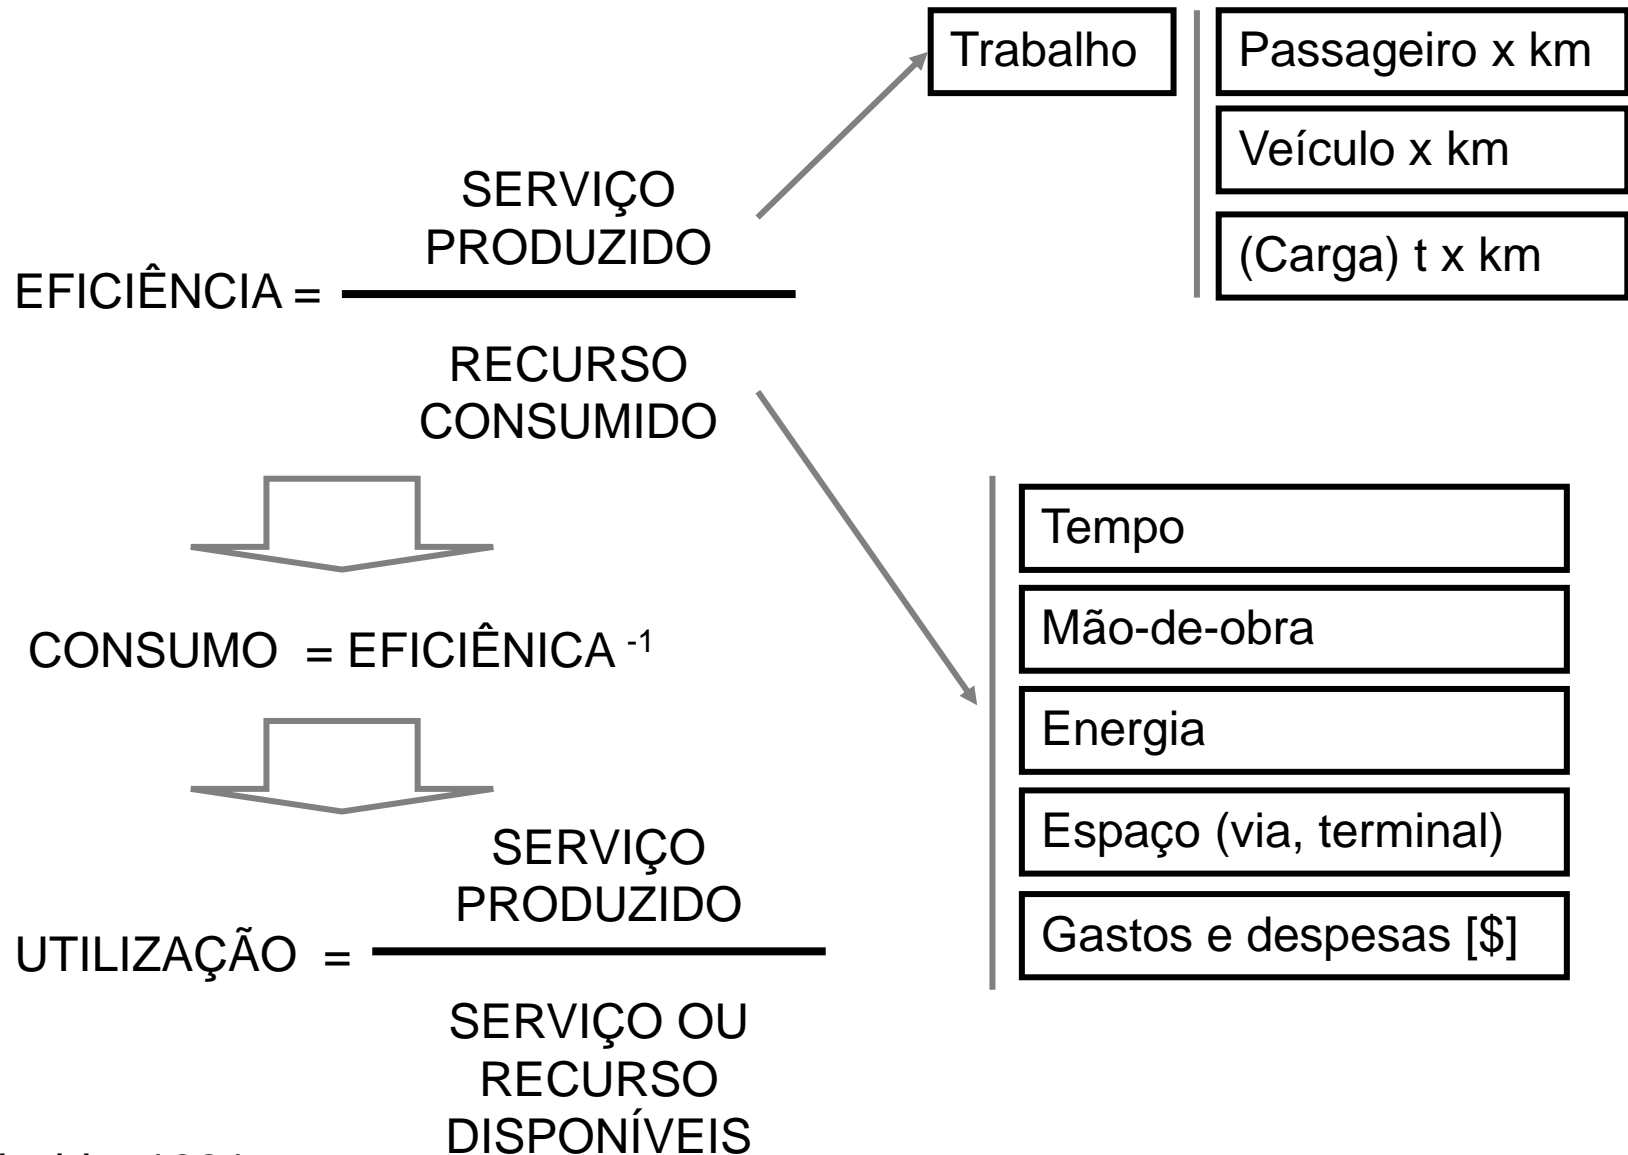 Trabalho
Passageiro x km
Veículo x km
(Carga) t x km
EFICIÊNCIA =
SERVIÇO
PRODUZIDO
RECURSO
CONSUMIDO
CONSUMO = EFICIÊNICA -1
UTILIZAÇÃO =
SERVIÇO
PRODUZIDO
SERVIÇO OU
RECURSO
DISPONÍVEIS
Tempo
Mão-de-obra
Energia
Espaço (via, terminal)
Gastos e despesas [$]